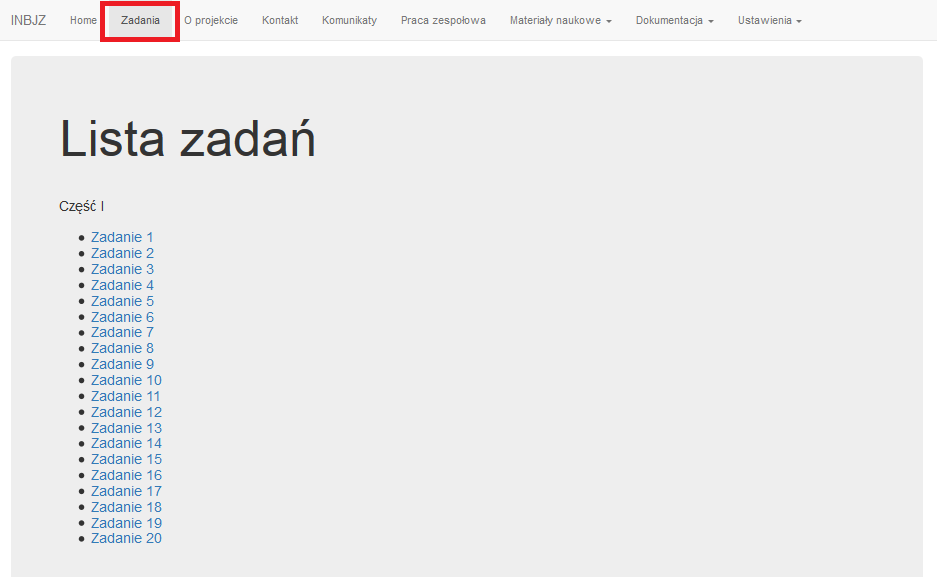 INBJZ Home Zadania O projekcie Kontakt Komunikaty Praca zespołowa Materiały naukowe Dokumentacja Ustawienia
Lista zadań
Część I
Zadanie 1
Zadanie 2
Zadanie 3
Zadanie 4
Zadanie 5
Zadanie 6
Zadanie 7
Zadanie 8
Zadanie 9
Zadanie 10
Zadanie 11
Zadanie 12
Zadanie 13
Zadanie 14
Zadanie 15
Zadanie 16
Zadanie 17
Zadanie 18
Zadanie 19
Zadanie 20